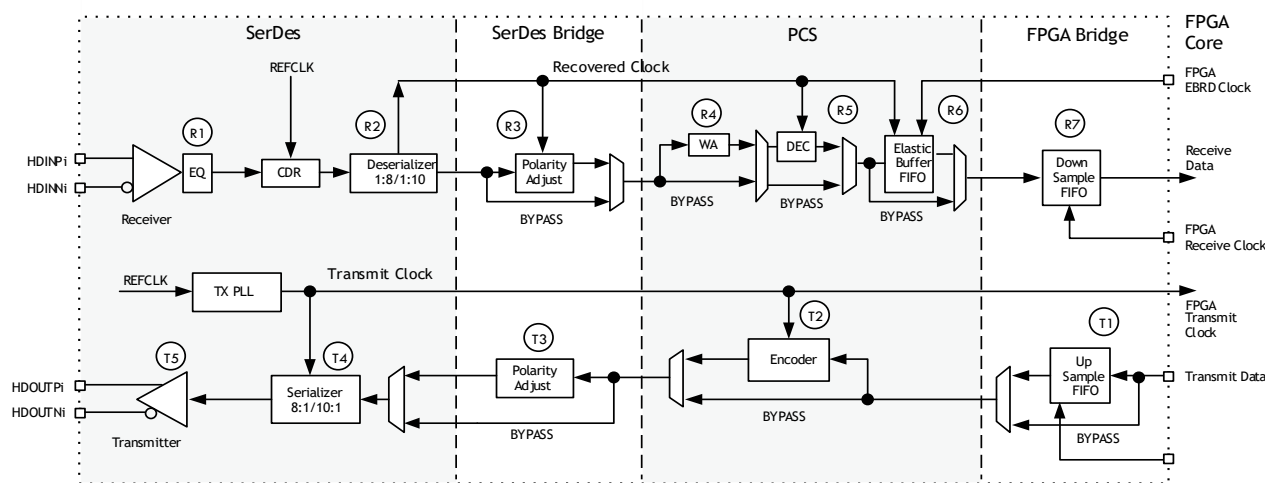 SerDes
SerDes Bridge
PCS
FPGA Bridge
FPGA
Core
REFCLK
Recovered Clock
FPGA
EBRD Clock
R1
R2
R3
R4
R5
R6
R7
HDINPi
HDINNi
EQ
CDR
Deserializer
1:8/1:10
Polarity
Adjust
WA
DEC
Elastic
Buffer
FIFO
Down
Sample
FIFO
Receive
Data
Receiver
BYPASS
BYPASS
BYPASS
BYPASS
FPGA
Receive Clock
REFCLK
TX PLL
Transmit Clock
FPGA
Transmit
Clock
T5
T4
T3
T2
T1
HDOUTPi
HDOUTNi
Serializer
8:1/10:1
Polarity
Adjust
Encoder
Up
Sample
FIFO
Transmit Data
Transmitter
BYPASS
BYPASS
BYPASS